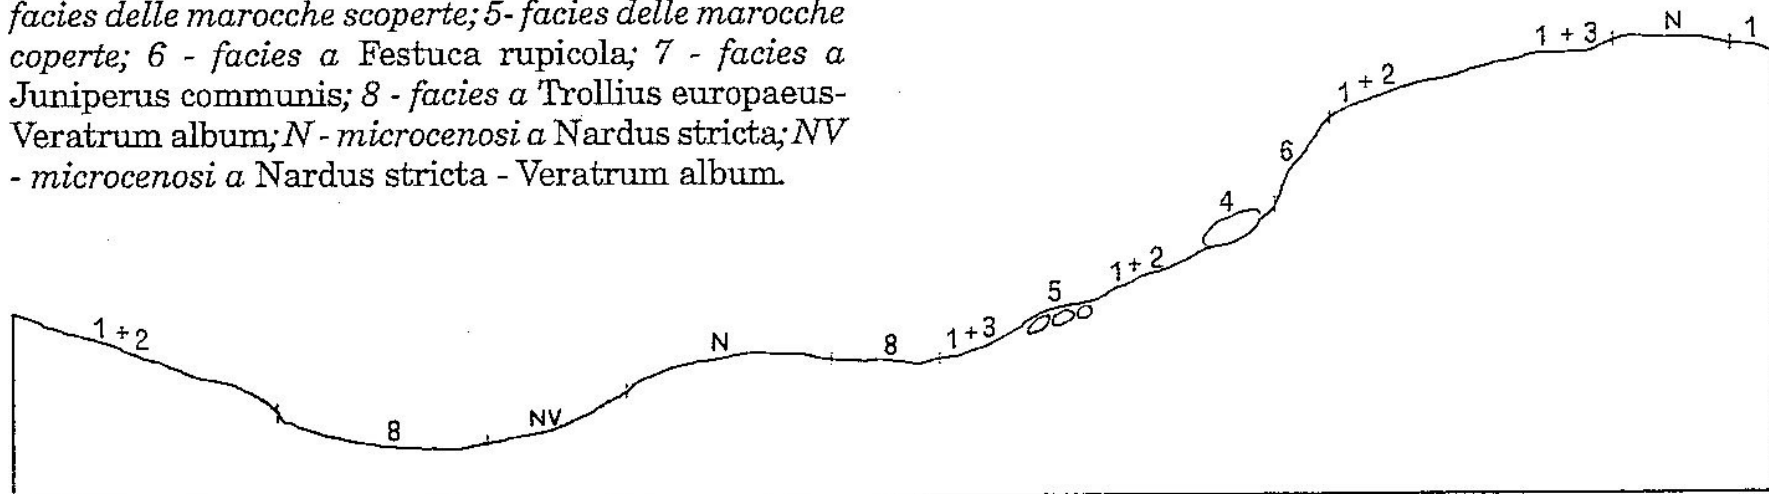 facies delle marocche scoperte; 5- facies delle marocche
coperte; 6 - facies a Festuca rupicola; 7 - facies a
Juniperus communis; 8 - facies a Trollius europaeus-
Veratrum album; N - microcenosi a Nardus stricta; NV
- microcenosi a Nardus stricta - Veratrum album.
1 + 2
8
NV
N
8
1 + 3
5
1 + 2
4
6
1 + 2
1 + 3
N
1